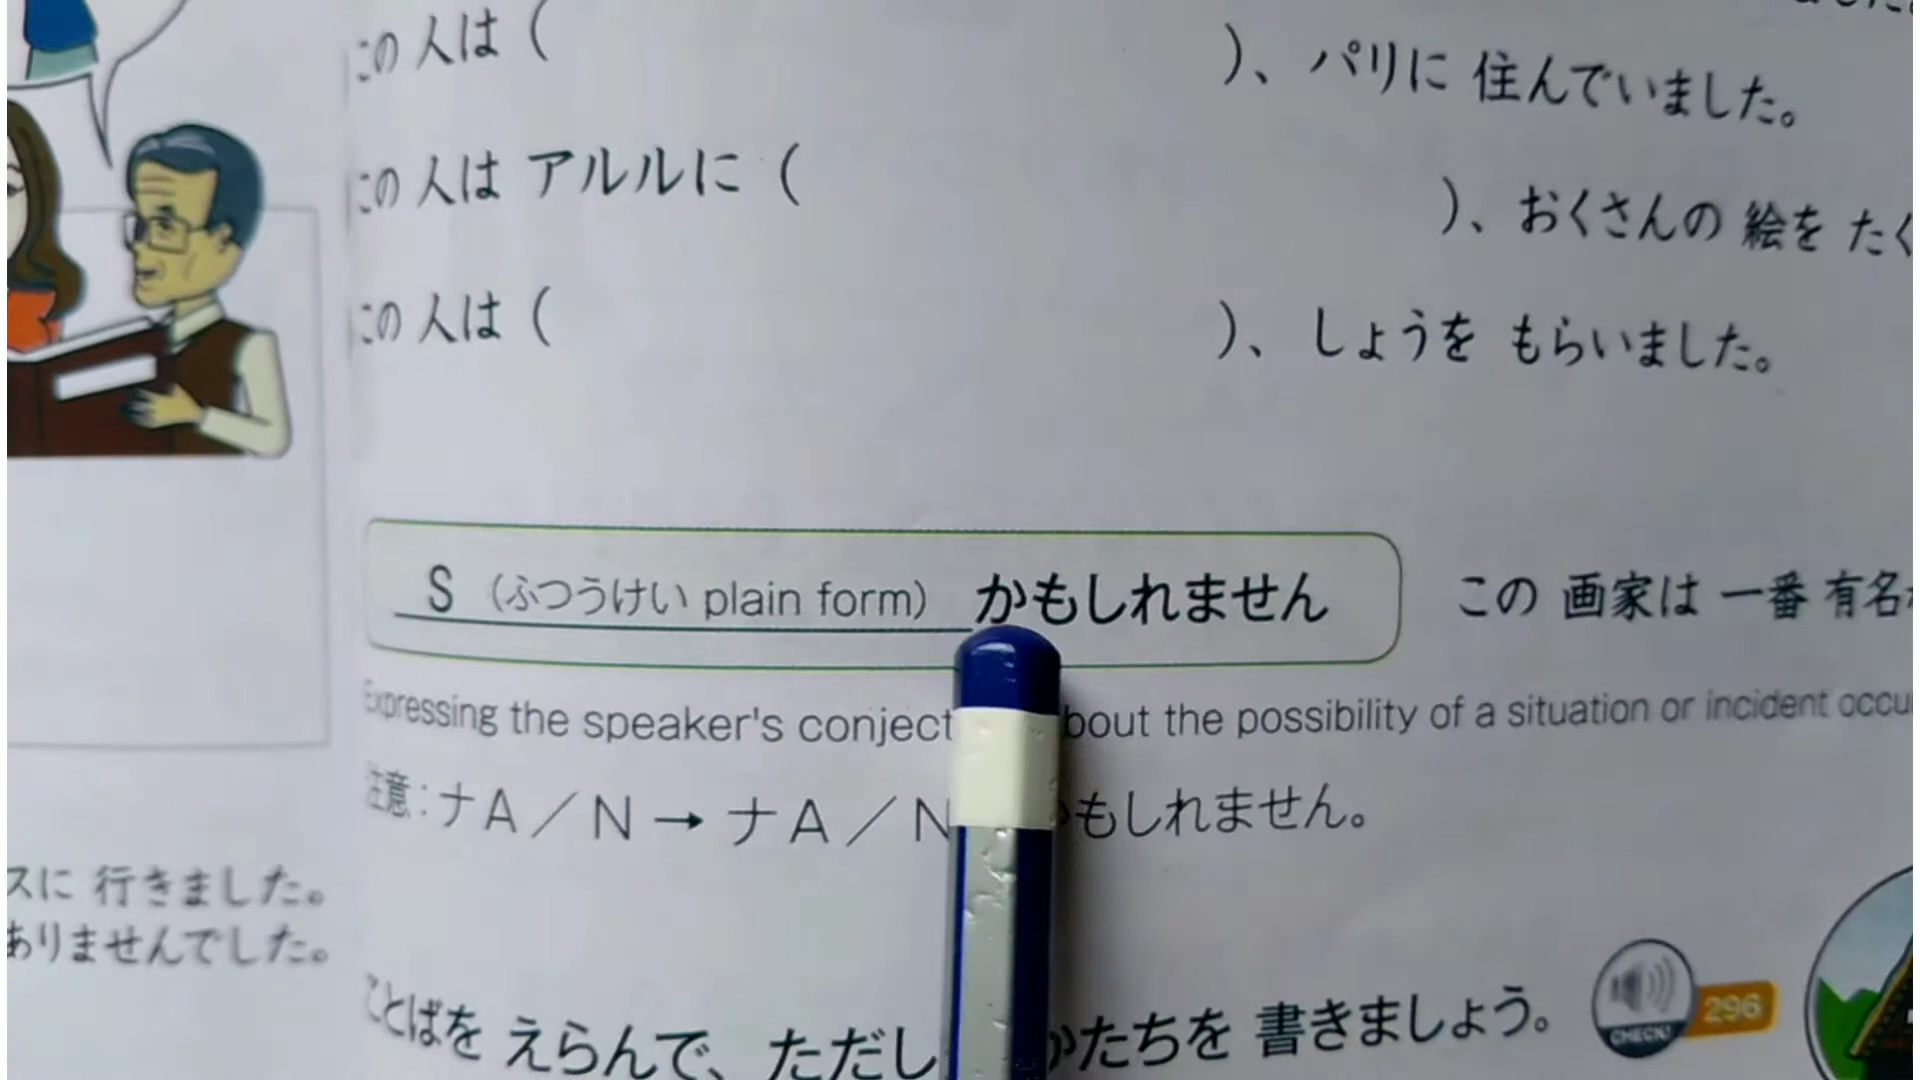 この 人は (                    )、パリに 住んでいました。
この 人は アルルに (                    )、おくさんの 絵を たく
この 人は (                    )、しょうを もらいました。
S (ふつうけい plain form) かもしれません
この 画家は 一番 有名
Expressing the speaker's conject bout the possibility of a situation or incident occu
注意：ナA／N→ナA／N もしれません。
スに 行きました。
ありませんでした。
ことばを えらんで、ただし かたちを 書きましょう。
CHECK!
296